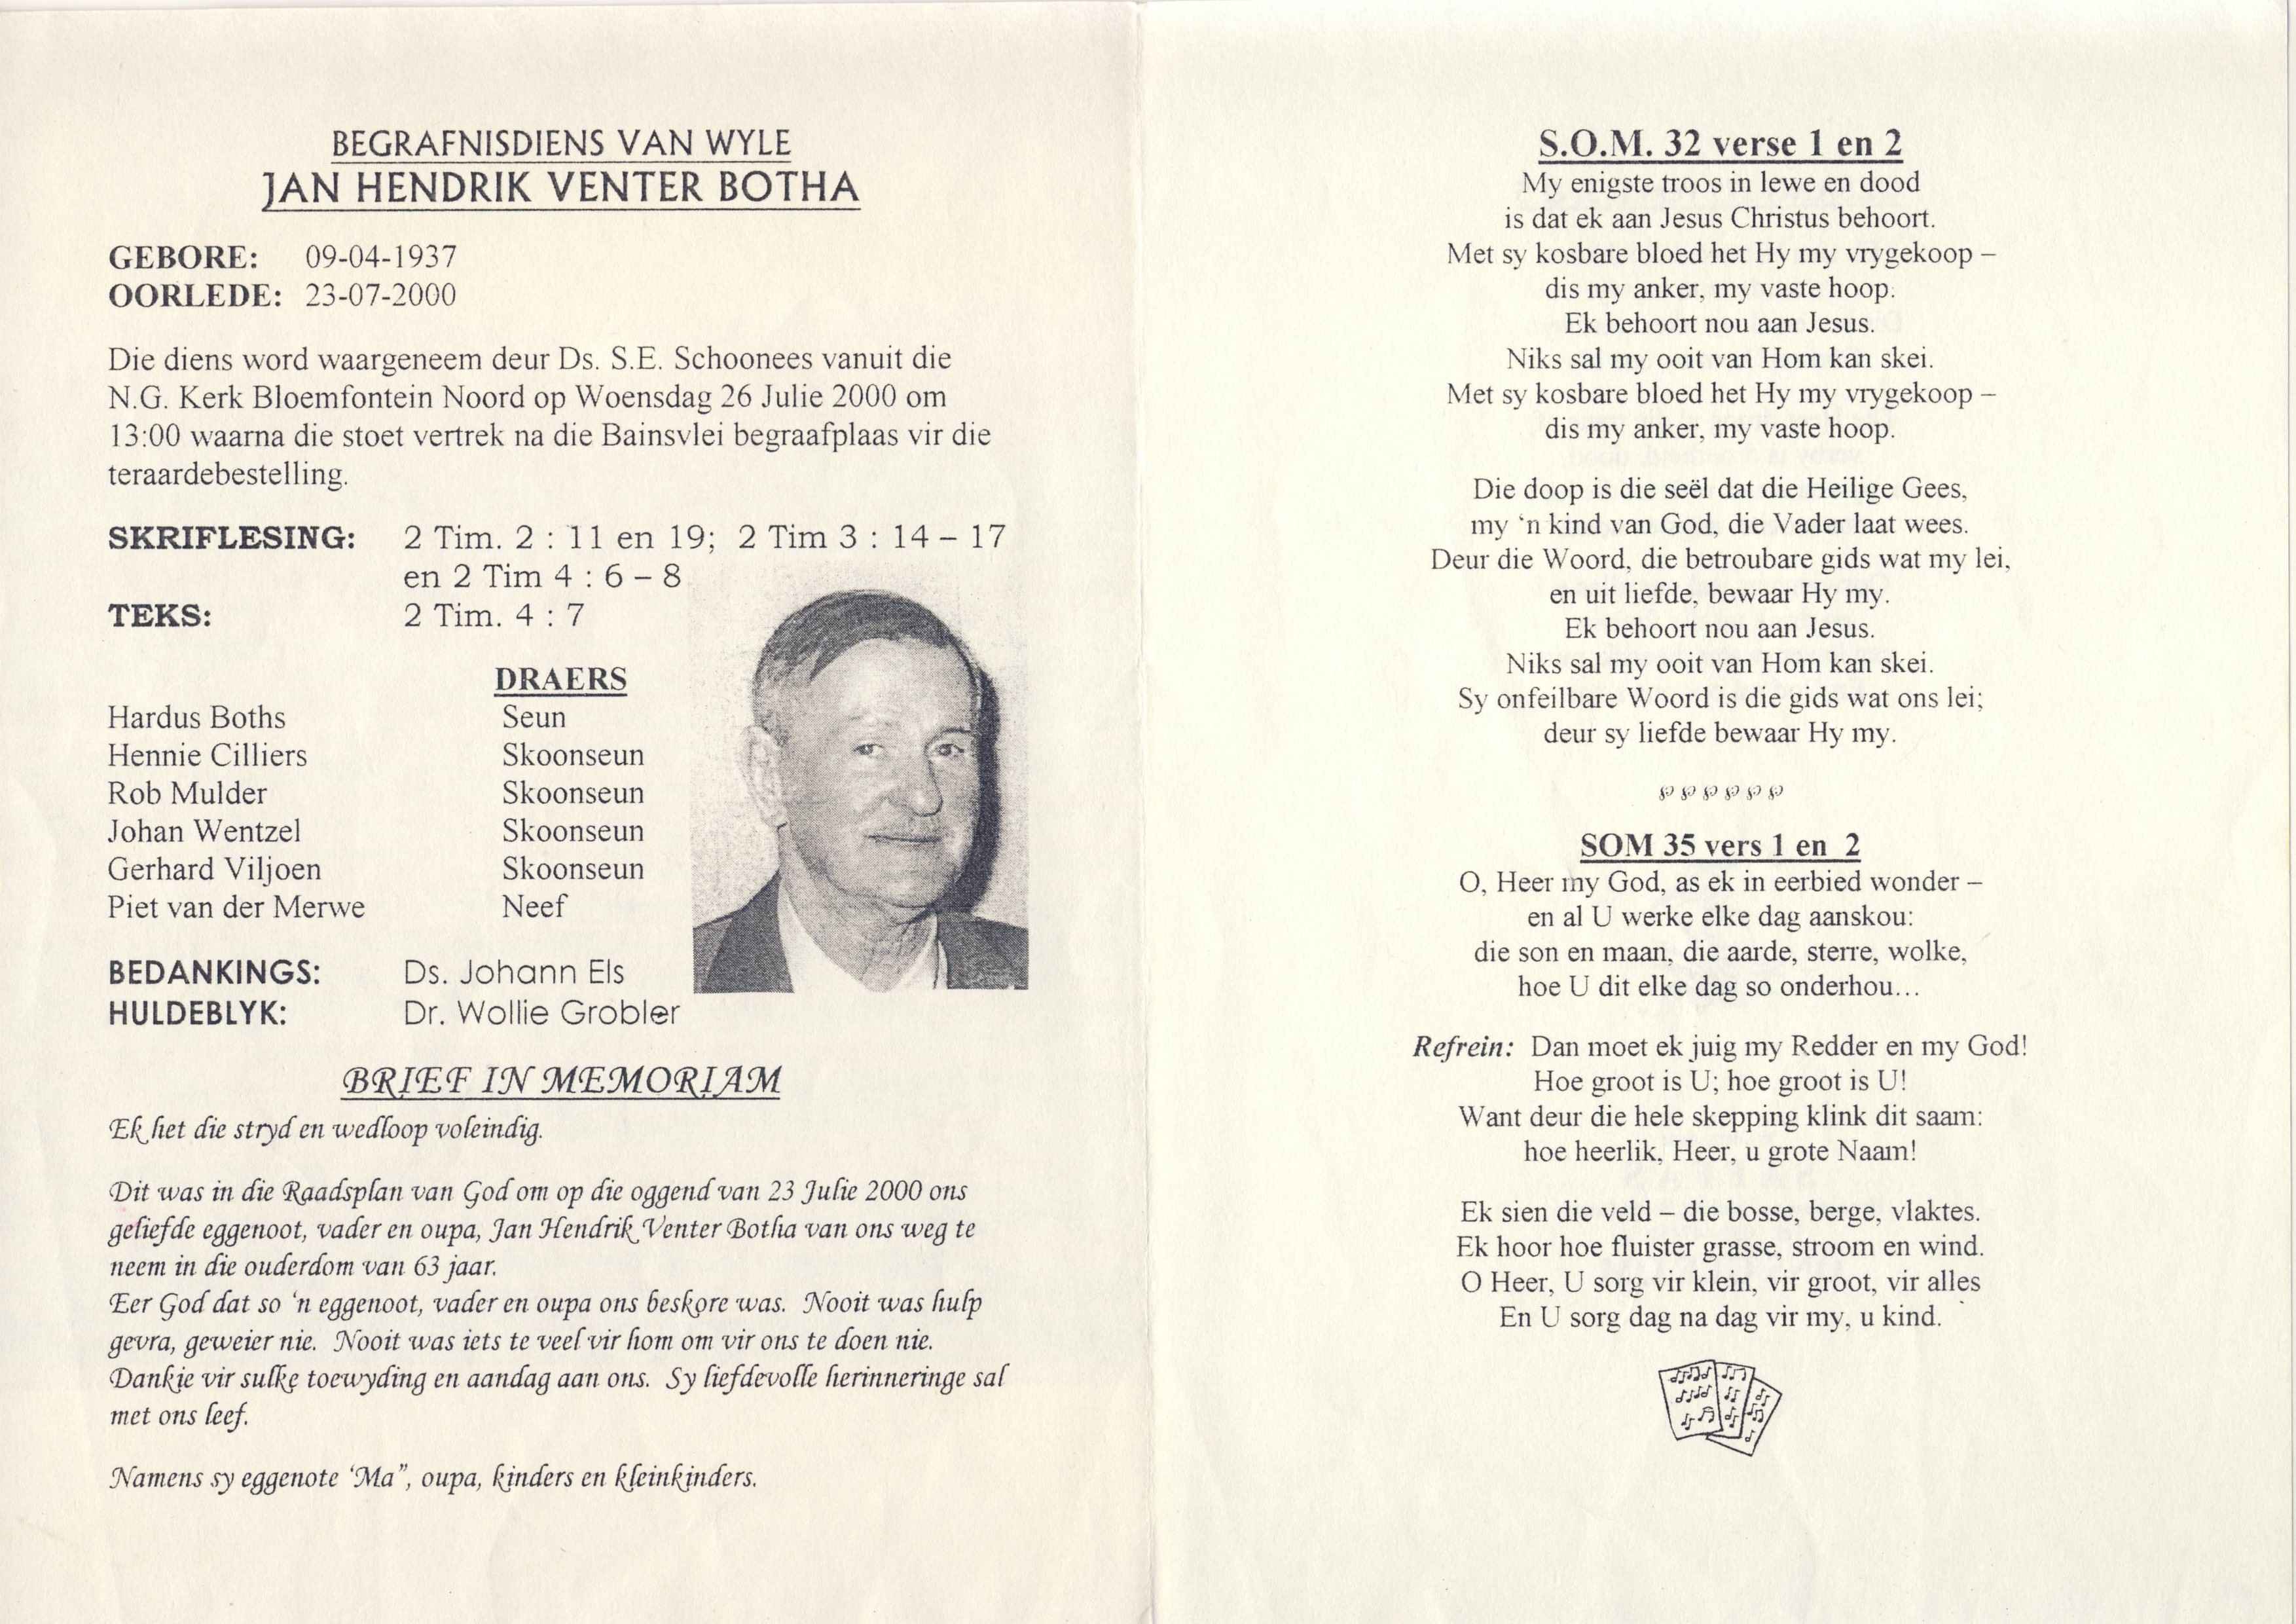 BEGRAFNISDIENS VAN WYLE
JAN HENDRIK VENTER BOTHA
GEBORE: 09-04-1937
OORLEDE: 23-07-2000
Die diens word waargeneem deur Ds. S.E. Schoonees vanuit die
N.G. Kerk Bloemfontein Noord op Woensdag 26 Julie 2000 om
13:00 waarna die stoet vertrek na die Bainsvlei begraafplaas vir die
teraardebestelling.
SKRIFLESING: 2 Tim. 2 : 11 en 19; 2 Tim 3 : 14 – 17
en 2 Tim 4 : 6 – 8
TEKS: 2 Tim. 4 : 7
DRAERS
Hardus Boths Seun
Hennie Cilliers Skoonseun
Rob Mulder Skoonseun
Johan Wentzel Skoonseun
Gerhard Viljoen Skoonseun
Piet van der Merwe Neef
BEDANKINGS: Ds. Johann Els
HULDEBLYK: Dr. Wollie Grobler
BRIEF IN MEMORIAM
Ek het die stryd en wedloop voleindig.
Dit was in die Raadsplan van God om op die oggend van 23 Julie 2000 ons
geliefde eggenoot, vader en oupa, Jan Hendrik Venter Botha van ons weg te
neem in die ouderdom van 63 jaar.
Eer God dat so 'n eggenoot, vader en oupa ons beskore was. Nooit was hulp
gevra, geweier nie. Nooit was iets te veel vir hom om vir ons te doen nie.
Dankie vir sulke toewyding en aandag aan ons. Sy liefdevolle herinneringe sal
met ons leef.
Namens sy eggenote ‘Ma”, oupa, kinders en kleinkinders.
S.O.M. 32 verse 1 en 2
My enigste troos in lewe en dood
is dat ek aan Jesus Christus behoort.
Met sy kosbare bloed het Hy my vrygekoop –
dis my anker, my vaste hoop.
Ek behoort nou aan Jesus.
Niks sal my ooit van Hom kan skei.
Met sy kosbare bloed het Hy my vrygekoop –
dis my anker, my vaste hoop.
Die doop is die seël dat die Heilige Gees,
my ‘n kind van God, die Vader laat wees.
Deur die Woord, die betroubare gids wat my lei,
en uit liefde, bewaar Hy my.
Ek behoort nou aan Jesus.
Niks sal my ooit van Hom kan skei.
Sy onfeilbare Woord is die gids wat ons lei;
deur sy liefde bewaar Hy my.
SOM 35 vers 1 en 2
O, Heer my God, as ek in eerbied wonder –
en al U werke elke dag aanskou:
die son en maan, die aarde, sterre, wolke,
hoe U dit elke dag so onderhou…
Refrein: Dan moet ek juig my Redder en my God!
Hoe groot is U; hoe groot is U!
Want deur die hele skepping klink dit saam:
hoe heerlik, Heer, u grote Naam!
Ek sien die veld – die bosse, berge, vlaktes.
Ek hoor hoe fluister grasse, stroom en wind.
O Heer, U sorg vir klein, vir groot, vir alles
En U sorg dag na dag vir my, u kind.